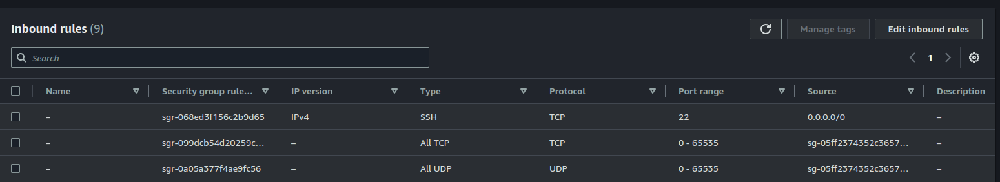 Inbound rules (9)
Manage tags
Edit inbound rules
Search
1
Name Security group rule... IP version Type Protocol Port range Source Description
– sgr-068ed3f156c2b9d65 IPv4 SSH TCP 22 0.0.0.0/0 –
– sgr-099dcb54d20259c... – All TCP TCP 0 - 65535 sg-05ff2374352c3657... –
– sgr-0a05a377f4ae9fc56 – All UDP UDP 0 - 65535 sg-05ff2374352c3657... –